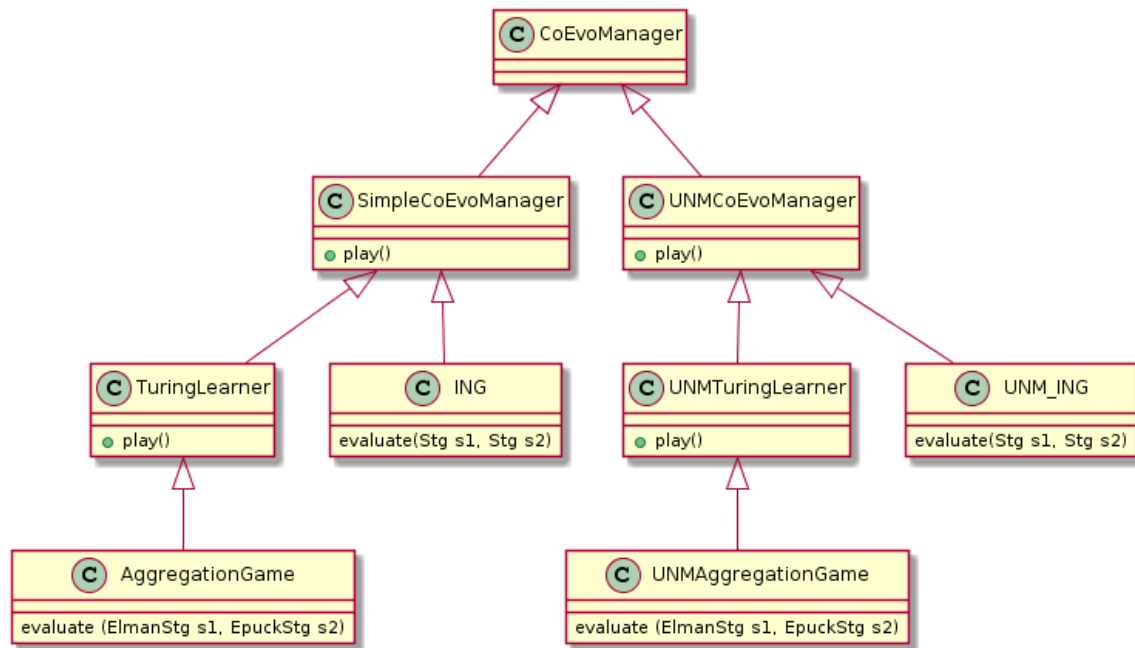 C CoEvoManager
C SimpleCoEvoManager
play()
C UNMCoEvoManager
play()
C TuringLearner
play()
C ING
evaluate(Stg s1, Stg s2)
C UNMTuringLearner
play()
C UNM_ING
evaluate(Stg s1, Stg s2)
C AggregationGame
evaluate (ElmanStg s1, EpuckStg s2)
C UNMAggregationGame
evaluate (ElmanStg s1, EpuckStg s2)